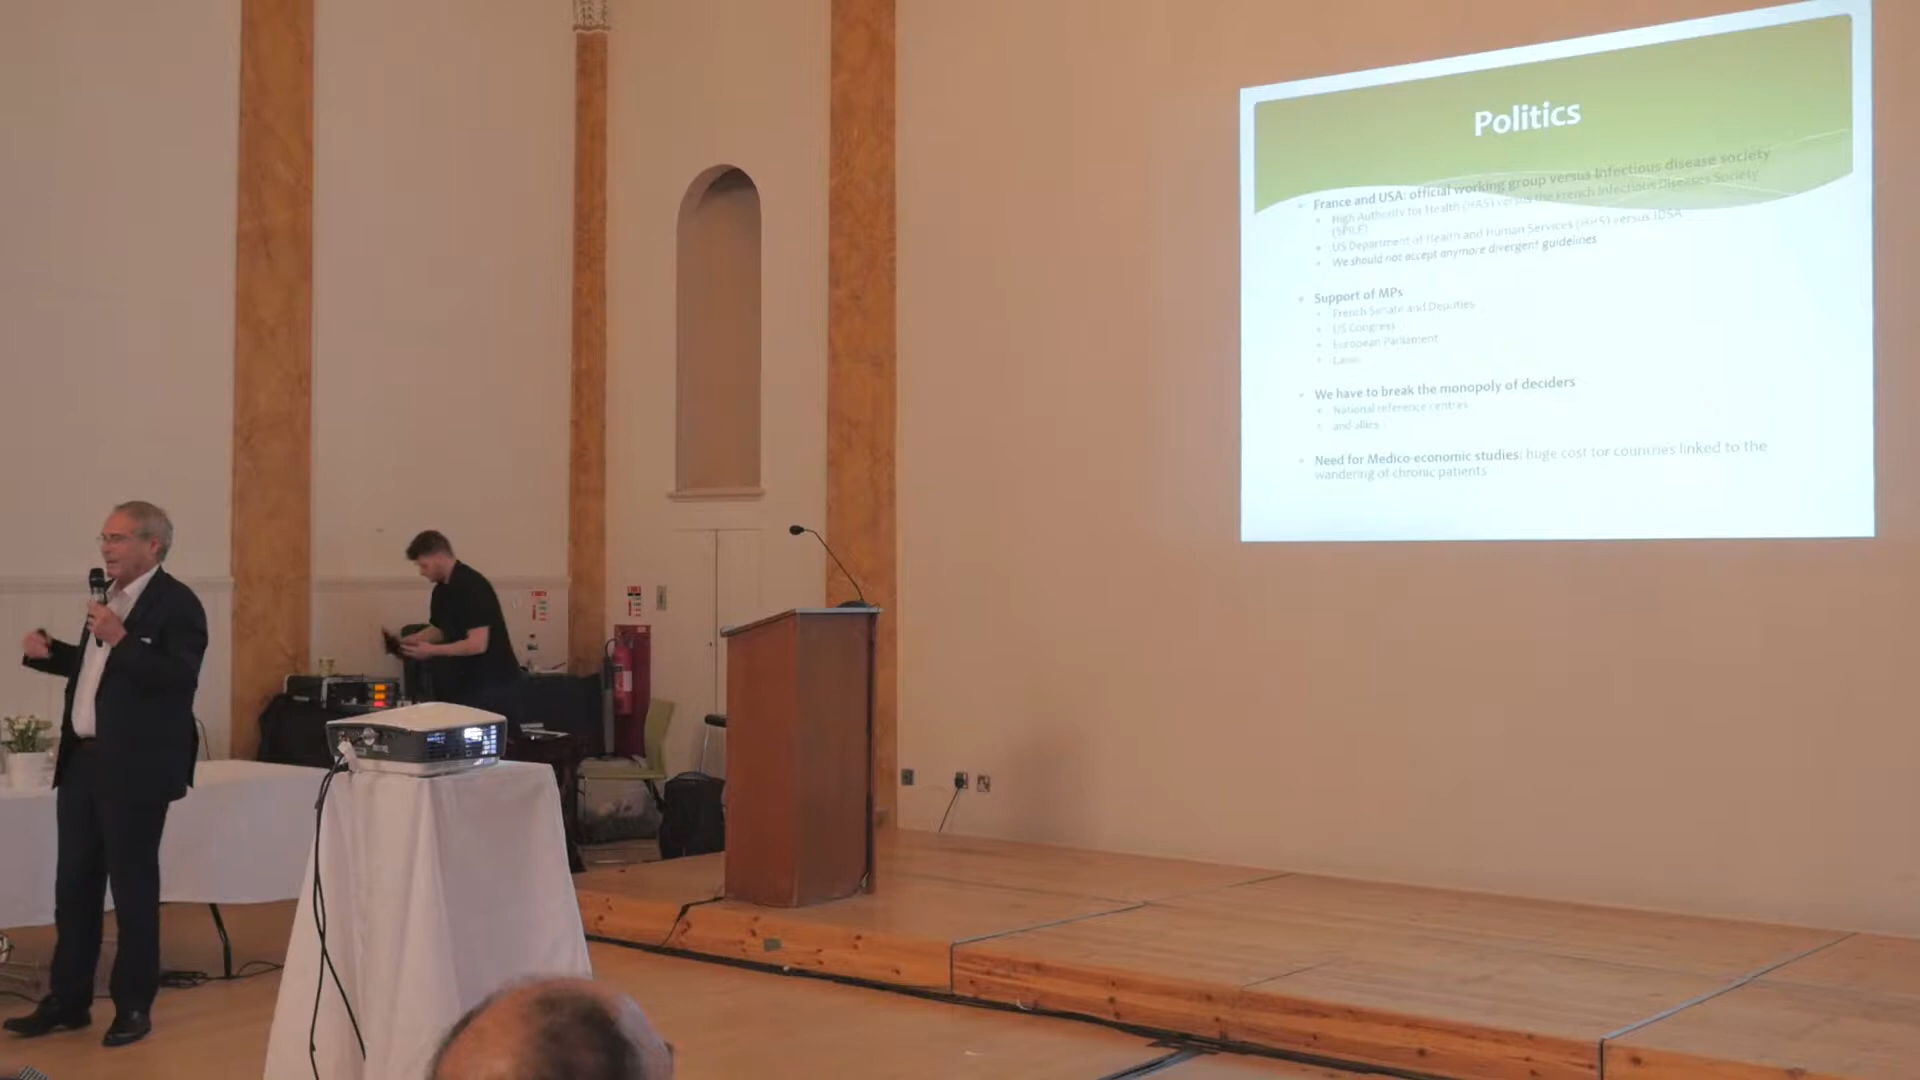 Politics
France and USA: official working group versus Infectious disease society
High Authority for Health (HAS) versus the French Infectious Diseases Society
(SPILF)
US Department of Health and Human Services (HHS) versus IDSA
We should not accept anymore divergent guidelines
Support of MPs
French Senate and Deputies
US Congress
European Parliament
We have to break the monopoly of deciders
National reference centres
and allies
Need for Medico-economic studies: huge cost for countries linked to the
wandering of chronic patients